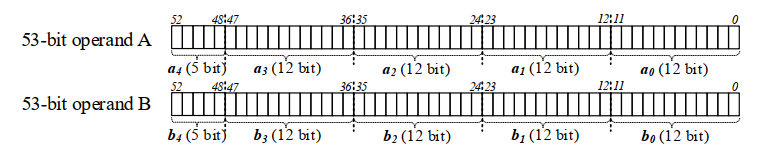 52 48 47 36 35 24 23 12 11 0
53-bit operand A
a4 (5 bit) a3 (12 bit) a2 (12 bit) a1 (12 bit) a0 (12 bit)
52 48 47 36 35 24 23 12 11 0
53-bit operand B
b4 (5 bit) b3 (12 bit) b2 (12 bit) b1 (12 bit) b0 (12 bit)